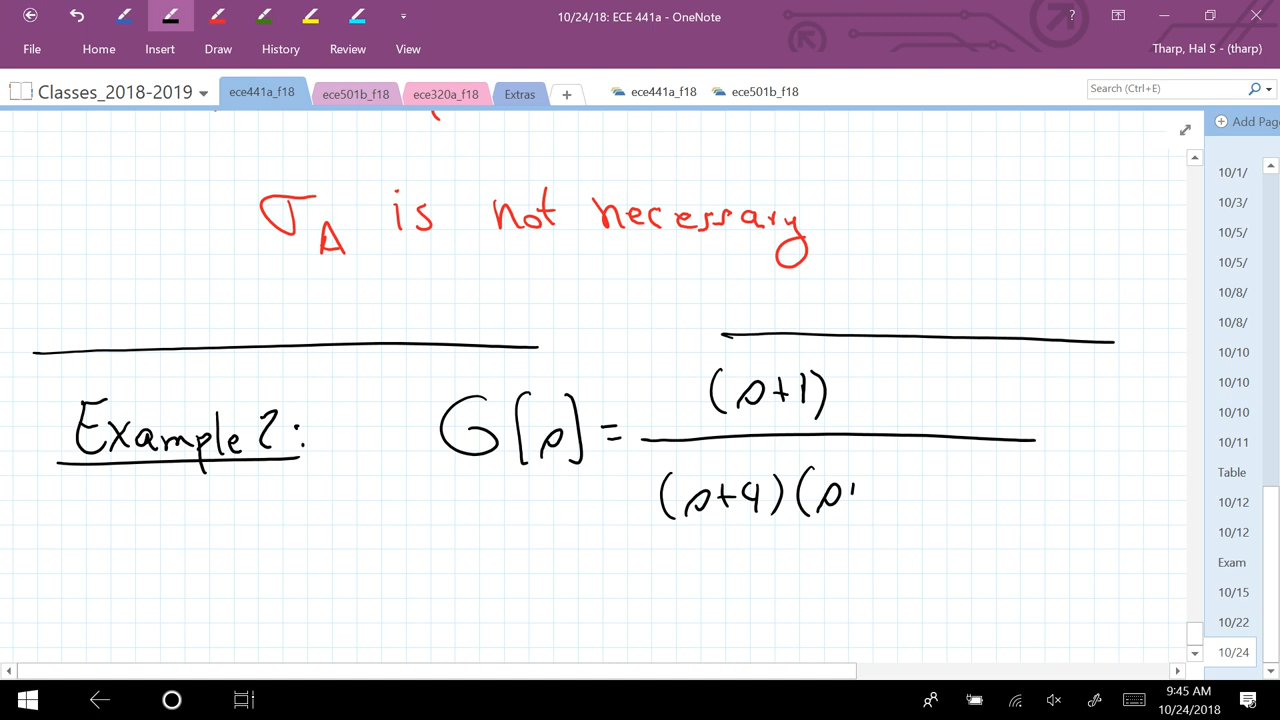 10/24/18: ECE 441a - OneNote
?
File Home Insert Draw History Review View
Tharp, Hal S - (tharp)
Classes_2018-2019 ece441a_f18 ece501b_f18 ece320a_f18 Extras ece441a_f18 ece501b_f18
Search (Ctrl+E)
Add Pag
10/1/
10/3/
10/5/
10/5/
10/8/
10/8/
10/10
10/10
10/10
10/11
Table
10/12
10/12
Exam
10/15
10/22
10/24
σ_A is not necessary
Example 2: G[s] =
(s+1)
(s+4)(s
9:45 AM
10/24/2018